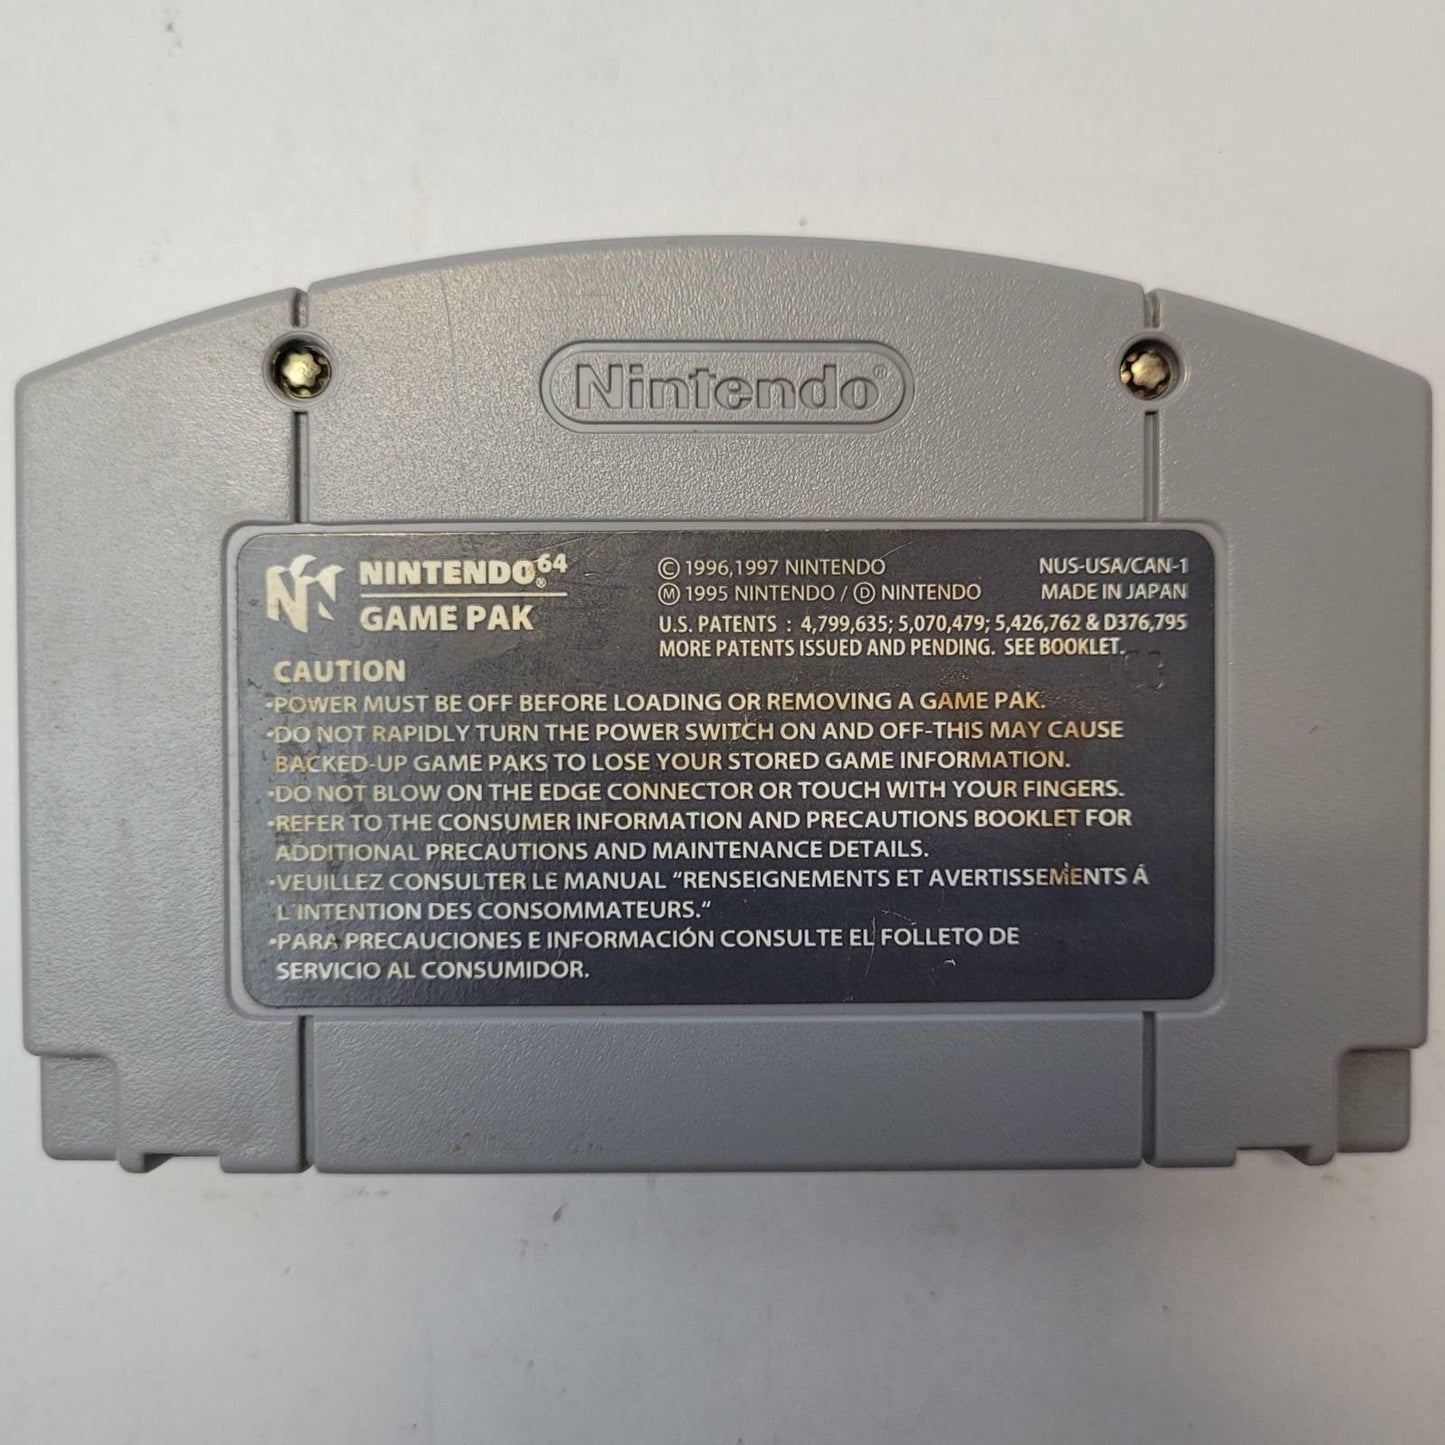 Nintendo®
NINTENDO®64
GAME PAK
© 1996,1997 NINTENDO
Ⓜ 1995 NINTENDO / Ⓓ NINTENDO
NUS-USA/CAN-1
MADE IN JAPAN
U.S. PATENTS : 4,799,635; 5,070,479; 5,426,762 & D376,795
MORE PATENTS ISSUED AND PENDING. SEE BOOKLET.
CAUTION
•POWER MUST BE OFF BEFORE LOADING OR REMOVING A GAME PAK.
•DO NOT RAPIDLY TURN THE POWER SWITCH ON AND OFF-THIS MAY CAUSE
BACKED-UP GAME PAKS TO LOSE YOUR STORED GAME INFORMATION.
•DO NOT BLOW ON THE EDGE CONNECTOR OR TOUCH WITH YOUR FINGERS.
•REFER TO THE CONSUMER INFORMATION AND PRECAUTIONS BOOKLET FOR
ADDITIONAL PRECAUTIONS AND MAINTENANCE DETAILS.
•VEUILLEZ CONSULTER LE MANUAL "RENSEIGNEMENTS ET AVERTISSEMENTS Á
L'INTENTION DES CONSOMMATEURS."
•PARA PRECAUCIONES E INFORMACIÓN CONSULTE EL FOLLETO DE
SERVICIO AL CONSUMIDOR.